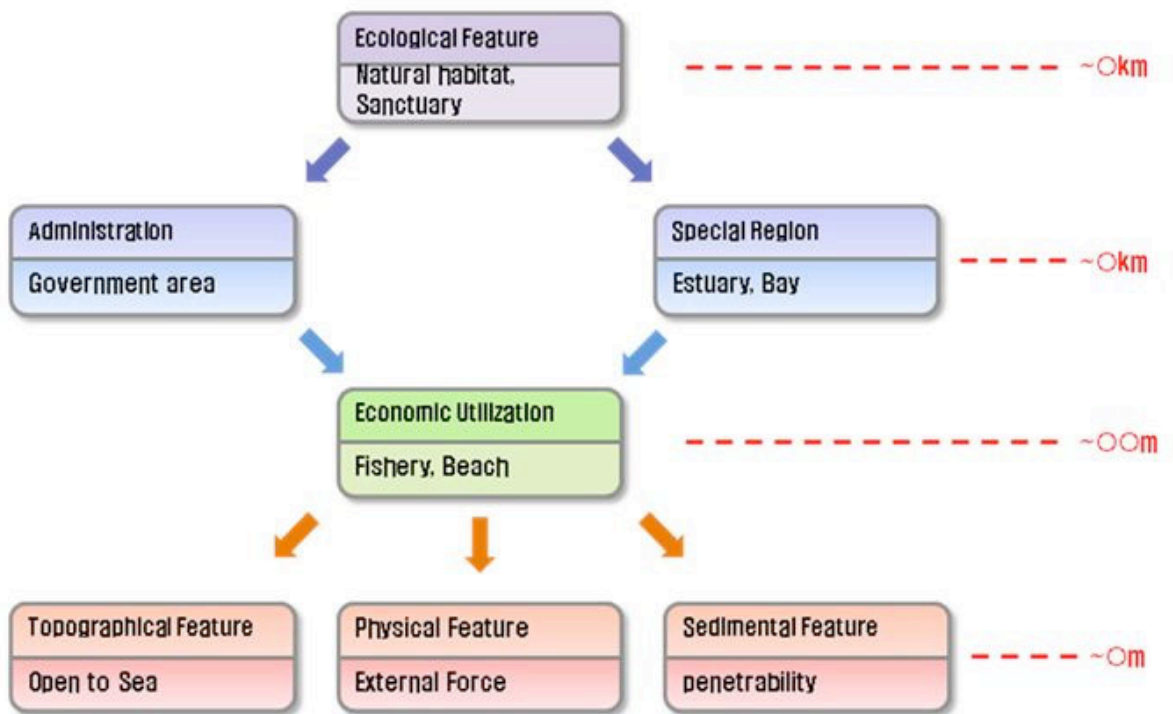 Ecological Feature
Natural habitat,
Sanctuary
~○km
Administration
Government area
Special Region
Estuary, Bay
~○km
Economic Utilization
Fishery, Beach
~○○m
Topographical Feature
Open to Sea
Physical Feature
External Force
Sedimental Feature
penetrability
~○m